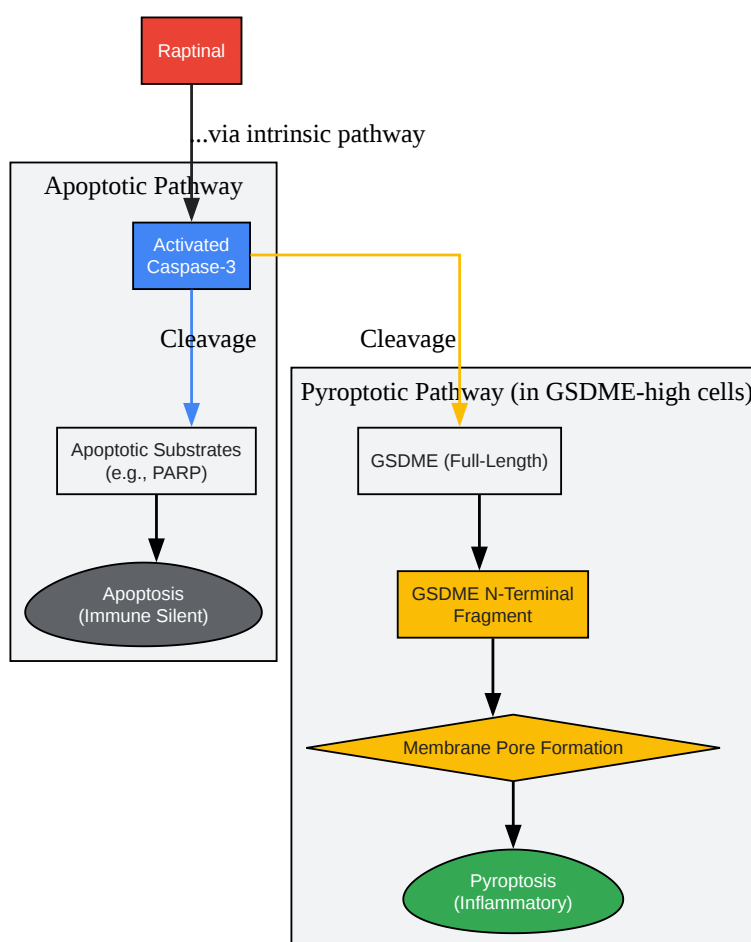 Raptinal
...via intrinsic pathway
Apoptotic Pathway
Activated
Caspase-3
Cleavage
Cleavage
Pyroptotic Pathway (in GSDME-high cells)
Apoptotic Substrates
(e.g., PARP)
GSDME (Full-Length)
Apoptosis
(Immune Silent)
GSDME N-Terminal
Fragment
Membrane Pore Formation
Pyroptosis
(Inflammatory)